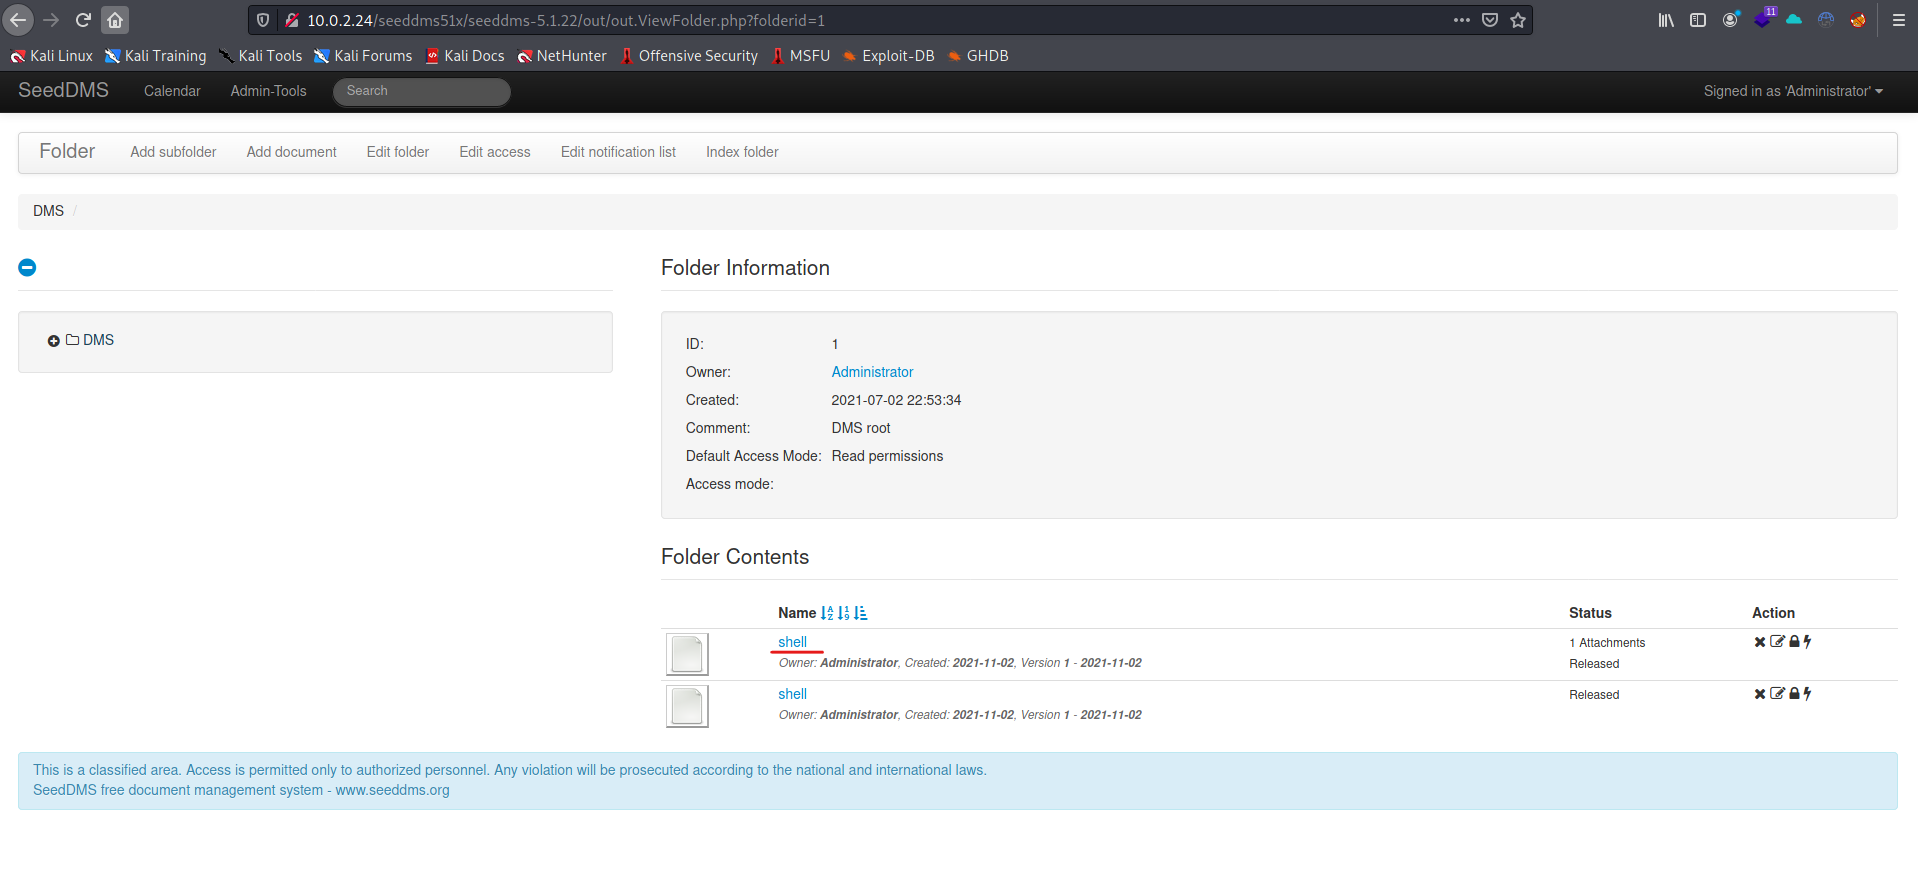 10.0.2.24/seeddms51x/seeddms-5.1.22/out/out.ViewFolder.php?folderid=1
11
Kali Linux Kali Training Kali Tools Kali Forums Kali Docs NetHunter Offensive Security MSFU Exploit-DB GHDB
SeedDMS Calendar Admin-Tools Search Signed in as 'Administrator'
Folder Add subfolder Add document Edit folder Edit access Edit notification list Index folder
DMS /
DMS
Folder Information
ID: 1
Owner: Administrator
Created: 2021-07-02 22:53:34
Comment: DMS root
Default Access Mode: Read permissions
Access mode:
Folder Contents
Name Status Action
shell 1 Attachments
Owner: Administrator, Created: 2021-11-02, Version 1 - 2021-11-02 Released
shell Released
Owner: Administrator, Created: 2021-11-02, Version 1 - 2021-11-02
This is a classified area. Access is permitted only to authorized personnel. Any violation will be prosecuted according to the national and international laws.
SeedDMS free document management system - www.seeddms.org